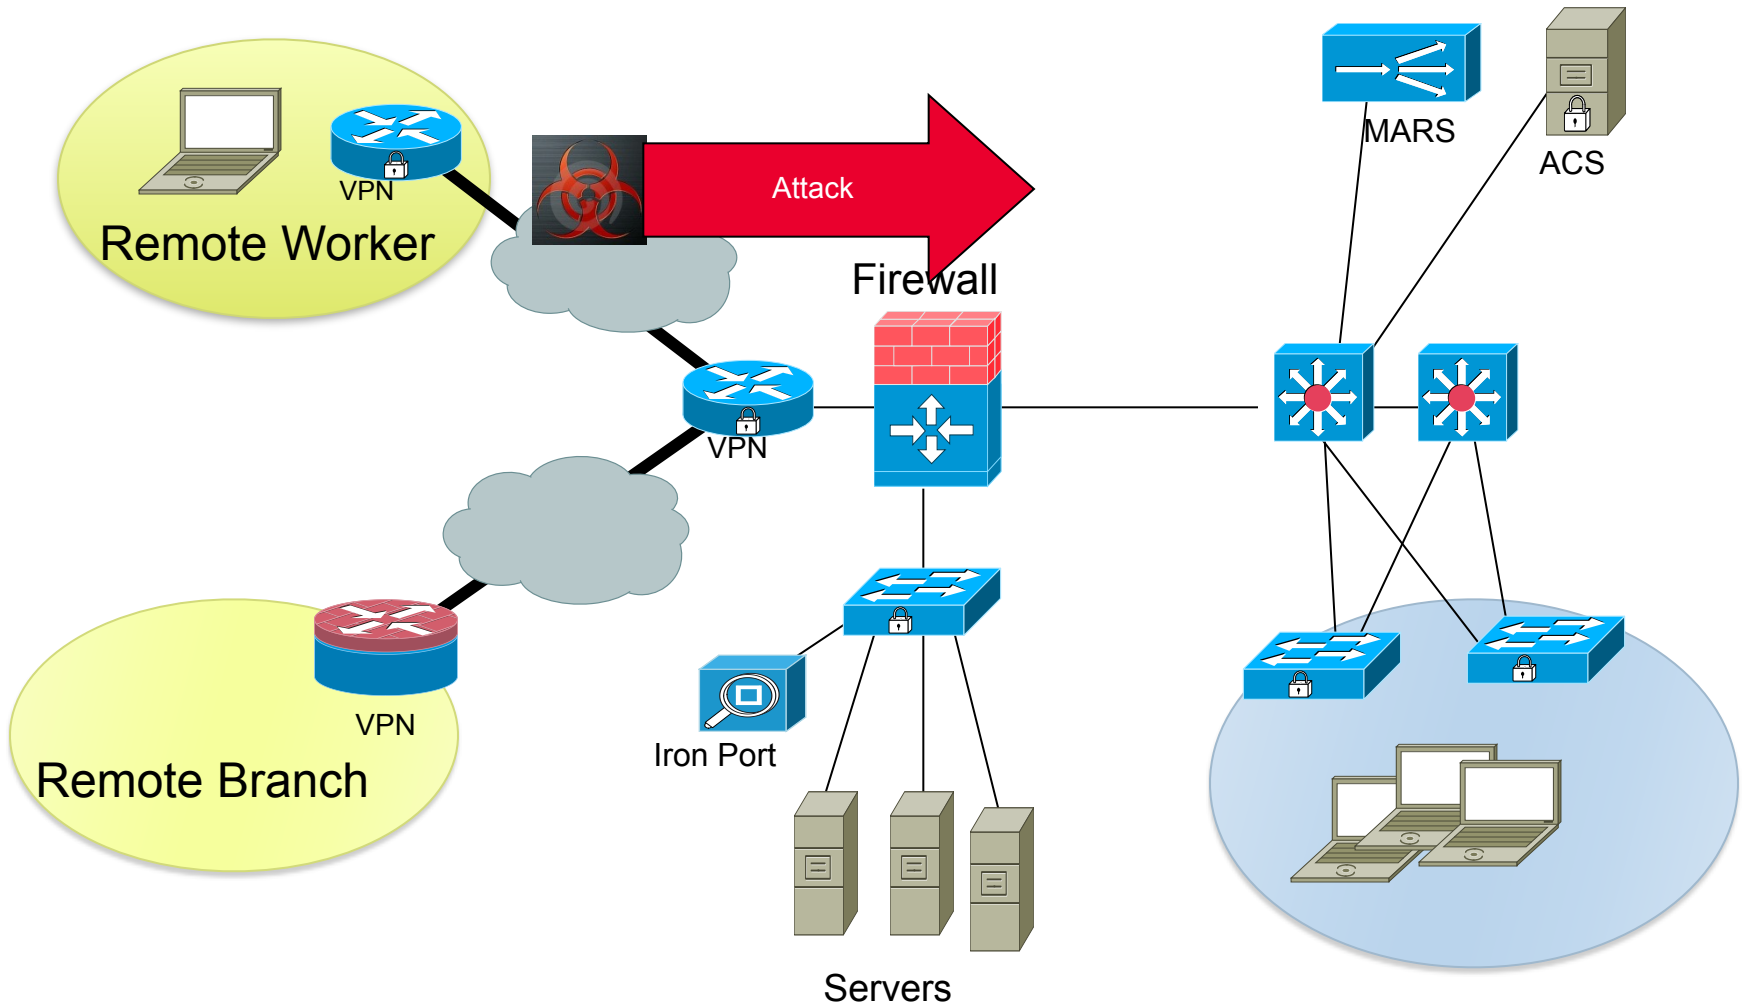 MARS
ACS
Attack
VPN
Remote Worker
Firewall
VPN
VPN
Remote Branch
Iron Port
Servers